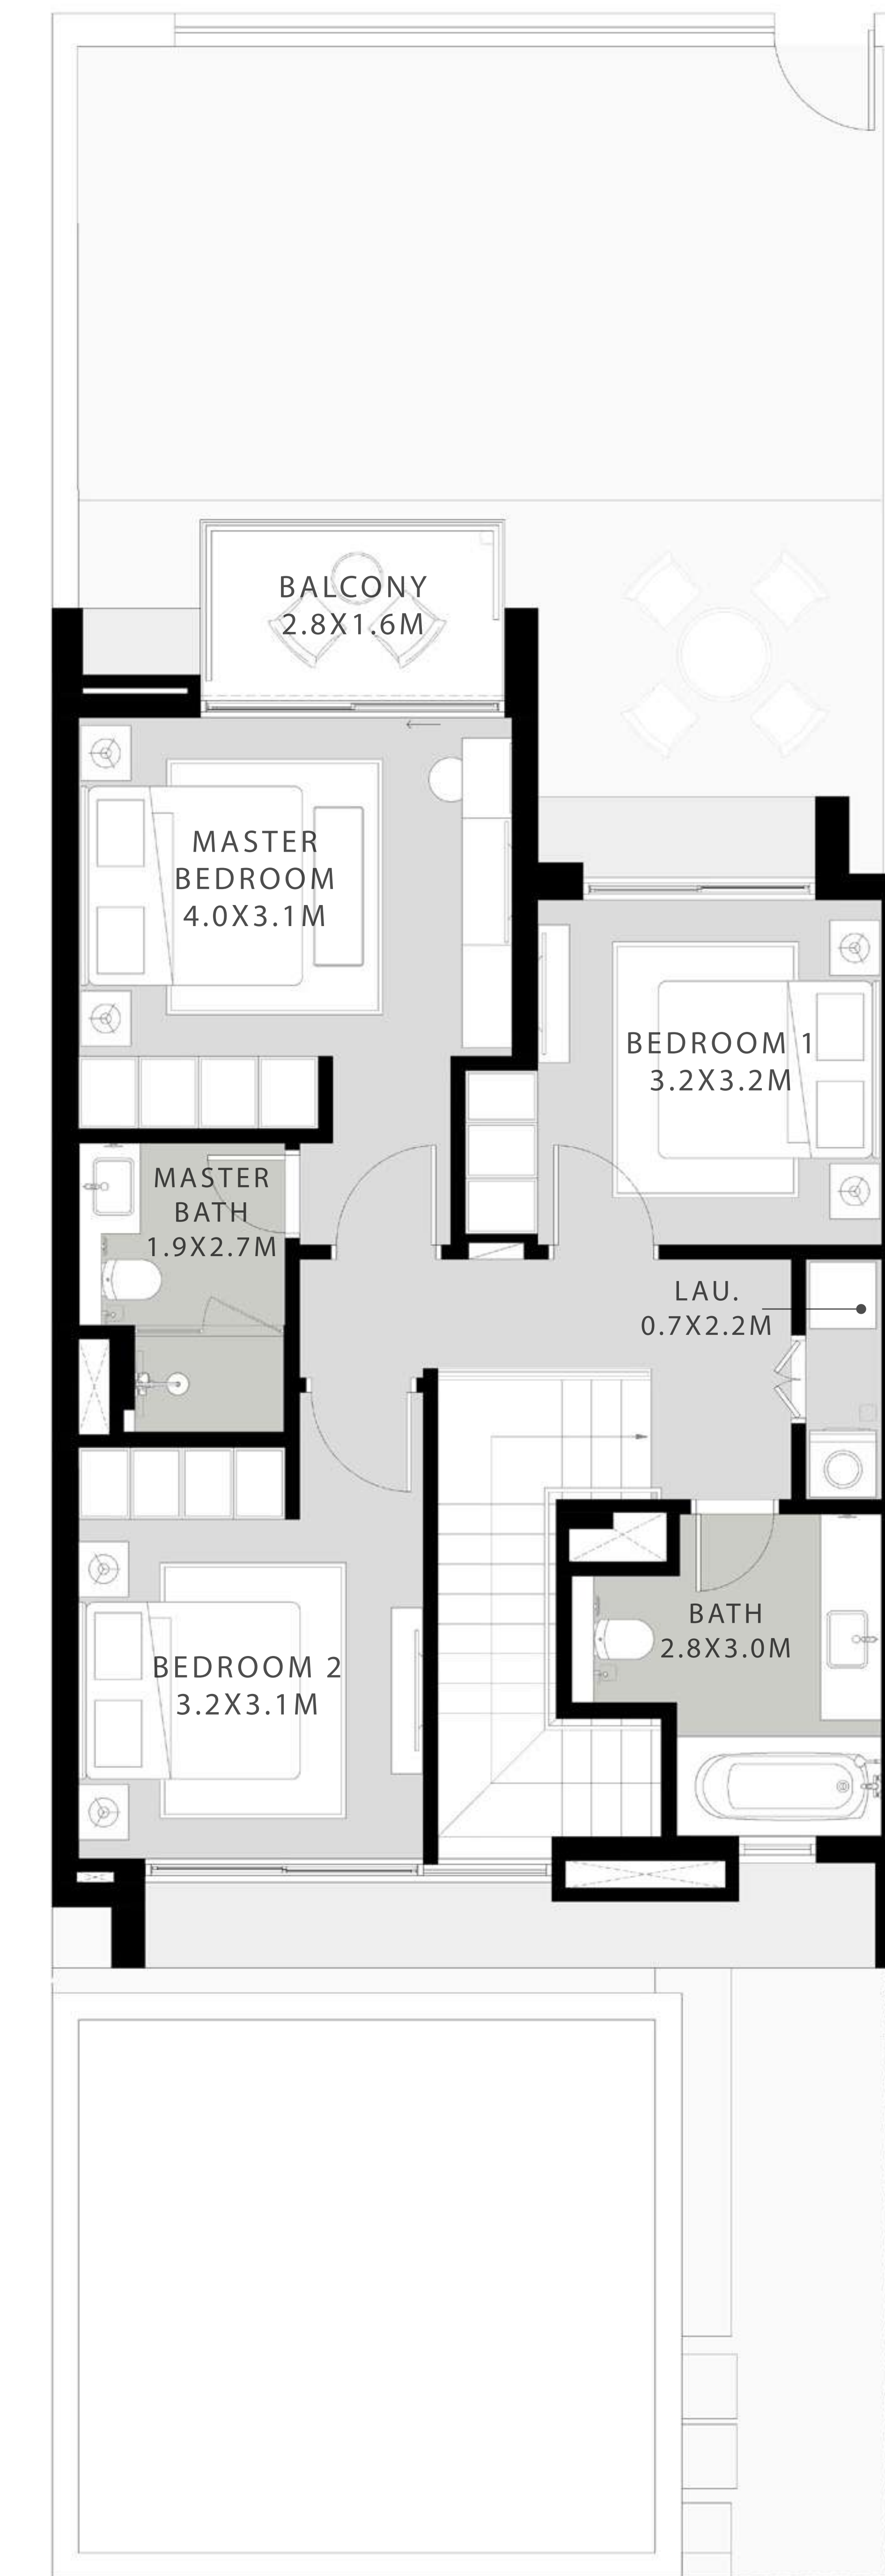 BALCONY
2.8X1.6M
MASTER
BEDROOM
4.0X3.1M
BEDROOM 1
3.2X3.2M
MASTER
BATH
1.9X2.7M
LAU.
0.7X2.2M
BATH
2.8X3.0M
BEDROOM 2
3.2X3.1M